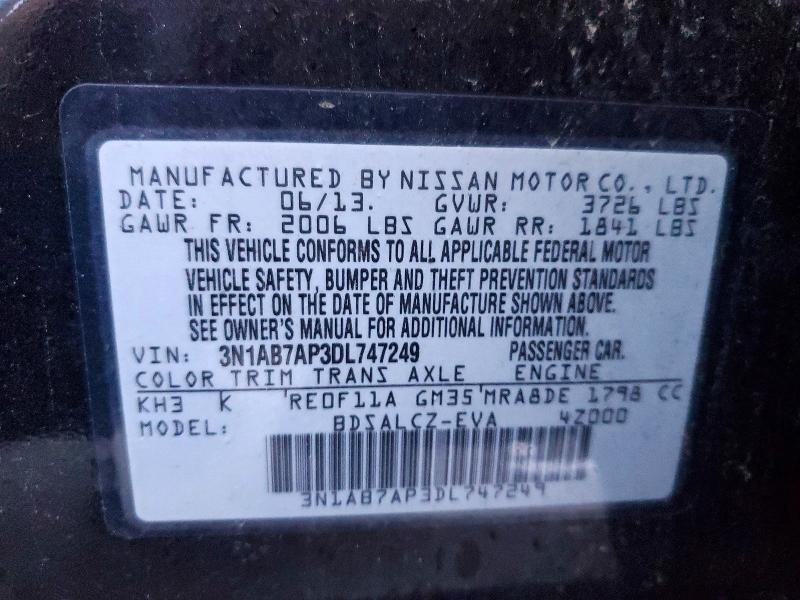 MANUFACTURED BY NISSAN MOTOR CO., LTD.
DATE: 06/13. GVWR: 3726 LBS
GAWR FR: 2006 LBS GAWR RR: 1841 LBS
THIS VEHICLE CONFORMS TO ALL APPLICABLE FEDERAL MOTOR
VEHICLE SAFETY, BUMPER AND THEFT PREVENTION STANDARDS
IN EFFECT ON THE DATE OF MANUFACTURE SHOWN ABOVE.
SEE OWNER'S MANUAL FOR ADDITIONAL INFORMATION.
VIN: 3N1AB7AP3DL747249 PASSENGER CAR.
COLOR TRIM TRANS AXLE ENGINE
KH3 K RE0F11A GM35 MRA8DE 1798 CC
MODEL: BDSALCZ-EVA 4Z000
3N1AB7AP3DL747249